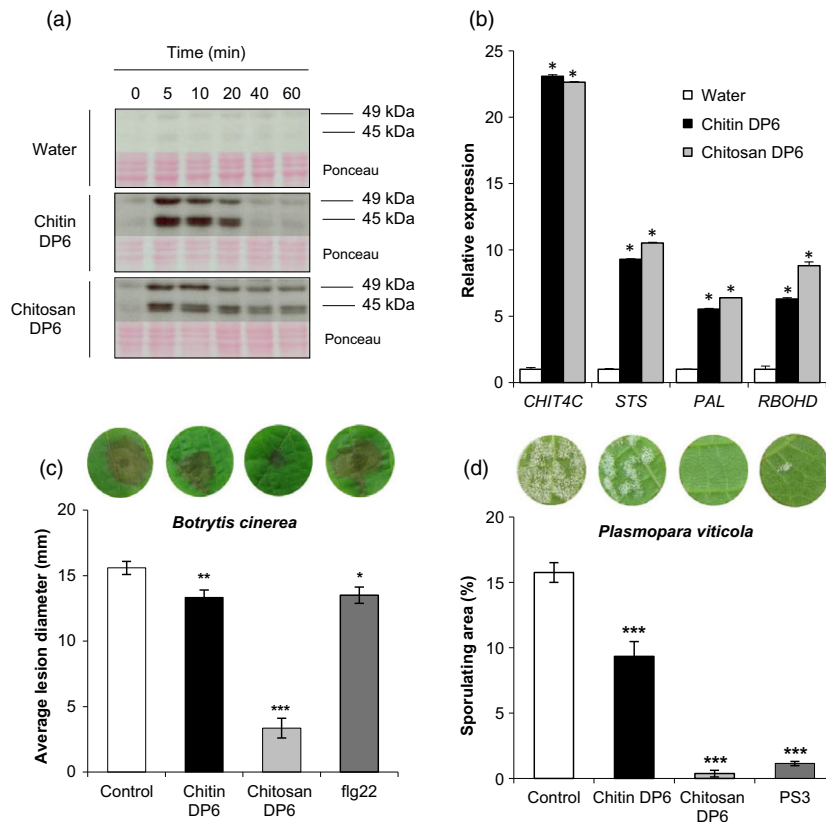 (a)
Time (min)
0 5 10 20 40 60
Water
49 kDa
45 kDa
Ponceau
Chitin DP6
49 kDa
45 kDa
Ponceau
Chitosan DP6
49 kDa
45 kDa
Ponceau
(b)
Relative expression
25
20
15
10
5
0
Water
Chitin DP6
Chitosan DP6
* *
* *
* *
* *
CHIT4C STS PAL RBOHD
(c)
Botrytis cinerea
Average lesion diameter (mm)
20
15
10
5
0
**
***
*
Control Chitin DP6 Chitosan DP6 flg22
(d)
Plasmopara viticola
Sporulating area (%)
20
15
10
5
0
***
***
***
Control Chitin DP6 Chitosan DP6 PS3